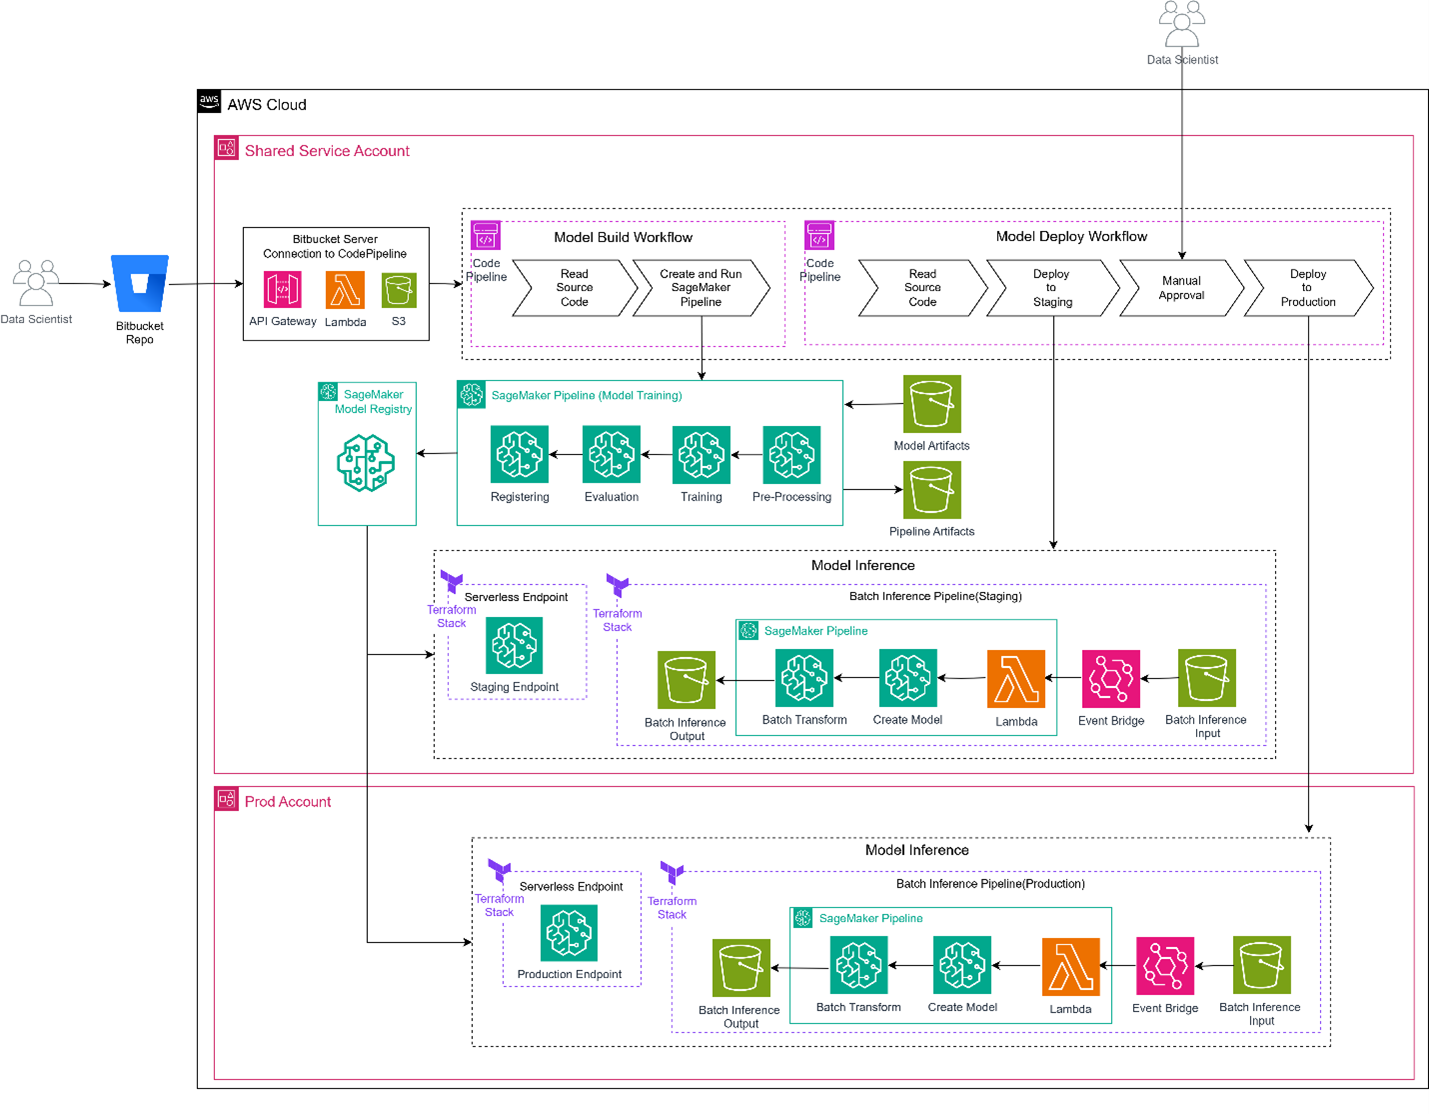 Data Scientist
aws
AWS Cloud
Shared Service Account
Bitbucket Server
Connection to CodePipeline
API Gateway
Lambda
S3
Data Scientist
Bitbucket
Repo
Code
Pipeline
Model Build Workflow
Read
Source
Code
Create and Run
SageMaker
Pipeline
Code
Pipeline
Model Deploy Workflow
Read
Source
Code
Deploy
to
Staging
Manual
Approval
Deploy
to
Production
SageMaker
Model Registry
SageMaker Pipeline (Model Training)
Registering
Evaluation
Training
Pre-Processing
Model Artifacts
Pipeline Artifacts
Model Inference
Terraform
Stack
Serverless Endpoint
Staging Endpoint
Terraform
Stack
Batch Inference Pipeline(Staging)
SageMaker Pipeline
Batch Inference
Output
Batch Transform
Create Model
Lambda
Event Bridge
Batch Inference
Input
Prod Account
Model Inference
Terraform
Stack
Serverless Endpoint
Production Endpoint
Terraform
Stack
Batch Inference Pipeline(Production)
SageMaker Pipeline
Batch Inference
Output
Batch Transform
Create Model
Lambda
Event Bridge
Batch Inference
Input